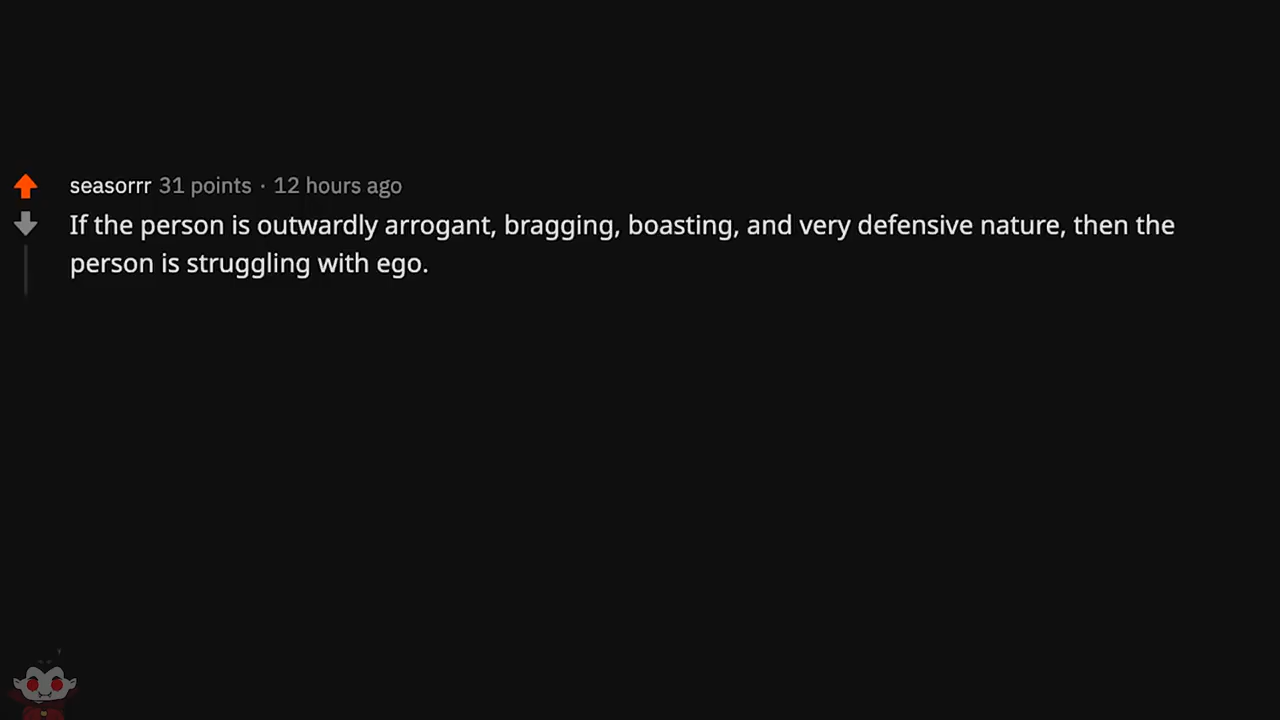 seasorrr 31 points · 12 hours ago
If the person is outwardly arrogant, bragging, boasting, and very defensive nature, then the
person is struggling with ego.